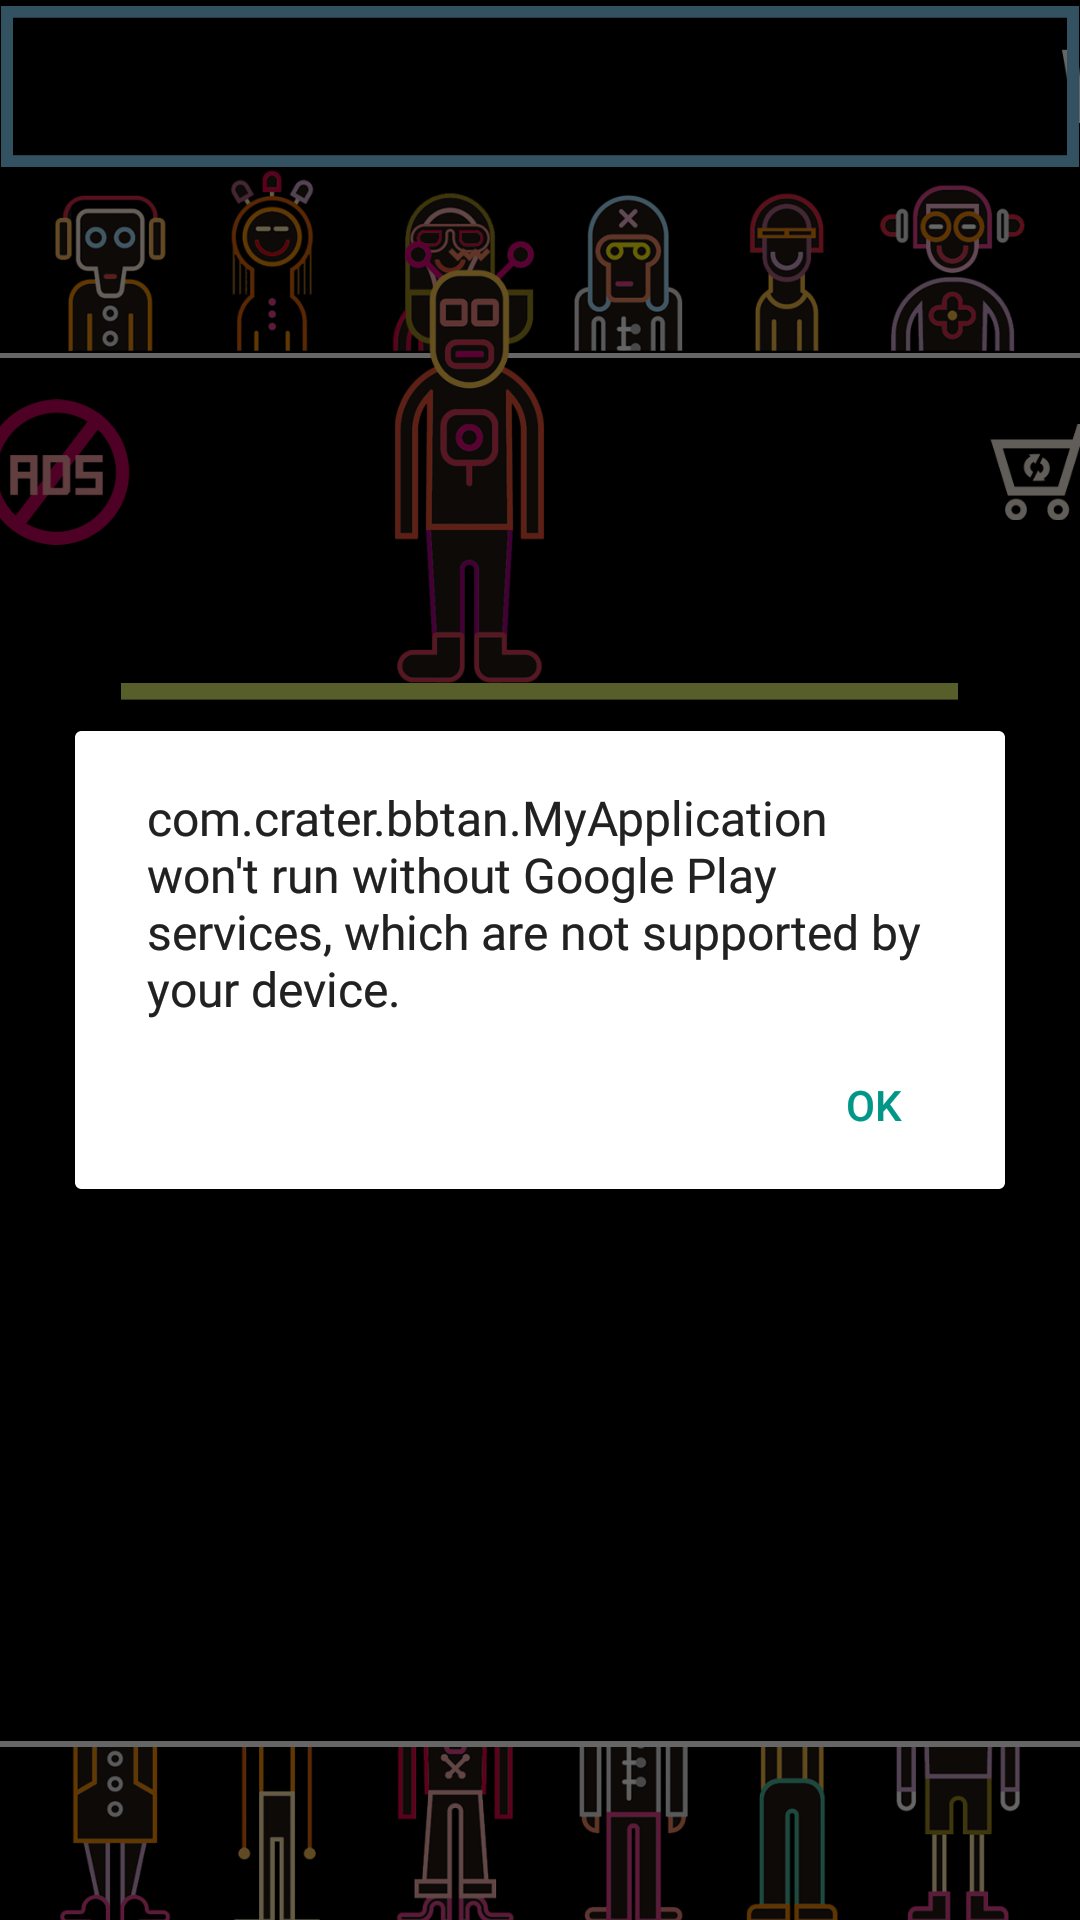 ADS
com.crater.bbtan.MyApplication
won't run without Google Play
services, which are not supported by
your device.
OK